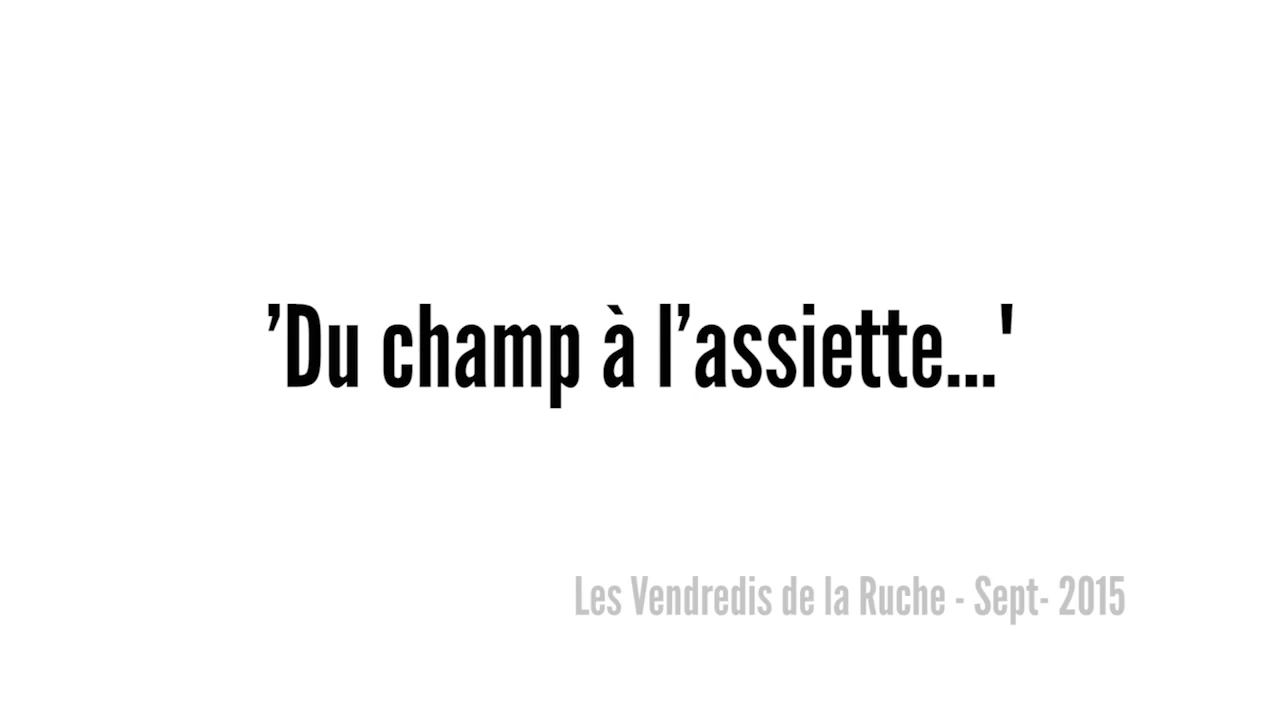 ’Du champ à l’assiette...'
Les Vendredis de la Ruche - Sept- 2015